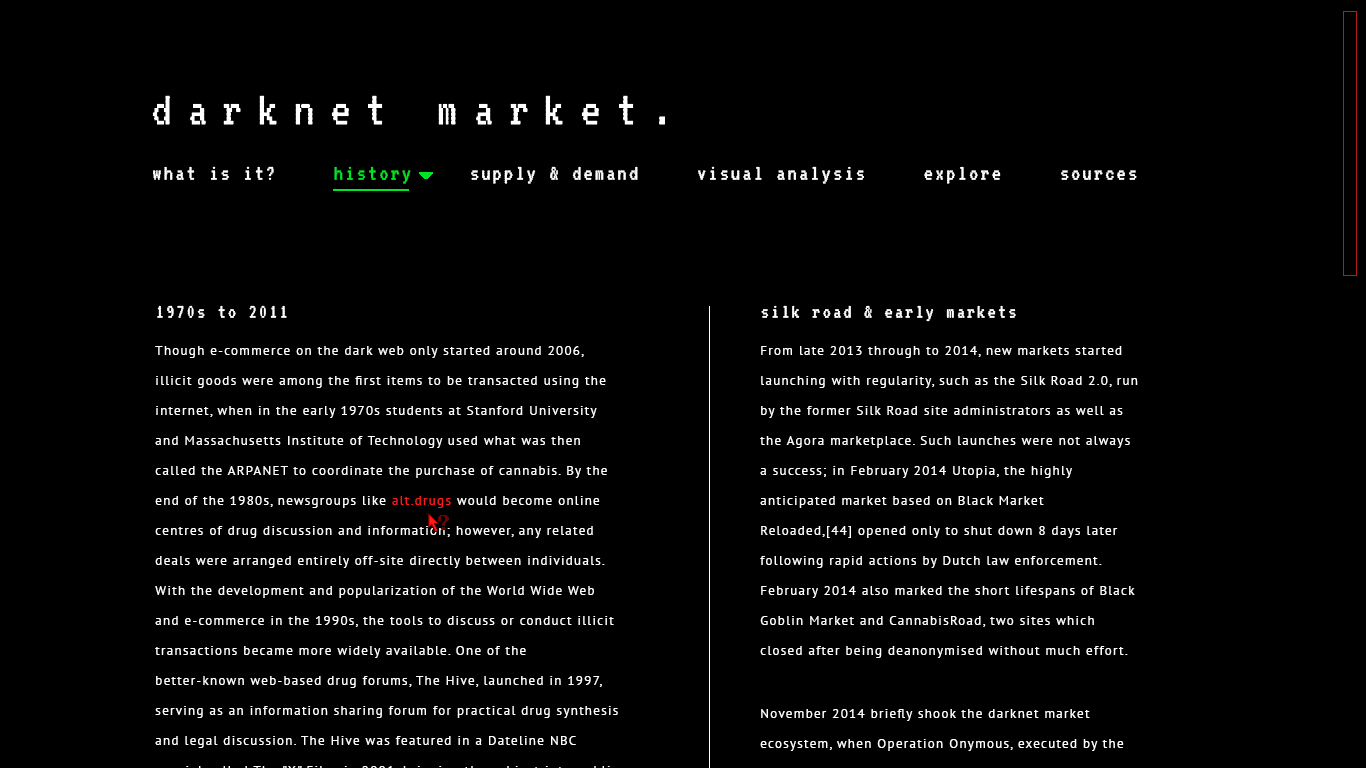 darknet market.
what is it? history supply & demand visual analysis explore sources
1970s to 2011
Though e-commerce on the dark web only started around 2006,
illicit goods were among the first items to be transacted using the
internet, when in the early 1970s students at Stanford University
and Massachusetts Institute of Technology used what was then
called the ARPANET to coordinate the purchase of cannabis. By the
end of the 1980s, newsgroups like alt.drugs would become online
centres of drug discussion and information; however, any related
deals were arranged entirely off-site directly between individuals.
With the development and popularization of the World Wide Web
and e-commerce in the 1990s, the tools to discuss or conduct illicit
transactions became more widely available. One of the
better-known web-based drug forums, The Hive, launched in 1997,
serving as an information sharing forum for practical drug synthesis
and legal discussion. The Hive was featured in a Dateline NBC
silk road & early markets
From late 2013 through to 2014, new markets started
launching with regularity, such as the Silk Road 2.0, run
by the former Silk Road site administrators as well as
the Agora marketplace. Such launches were not always
a success; in February 2014 Utopia, the highly
anticipated market based on Black Market
Reloaded,[44] opened only to shut down 8 days later
following rapid actions by Dutch law enforcement.
February 2014 also marked the short lifespans of Black
Goblin Market and CannabisRoad, two sites which
closed after being deanonymised without much effort.
November 2014 briefly shook the darknet market
ecosystem, when Operation Onymous, executed by the